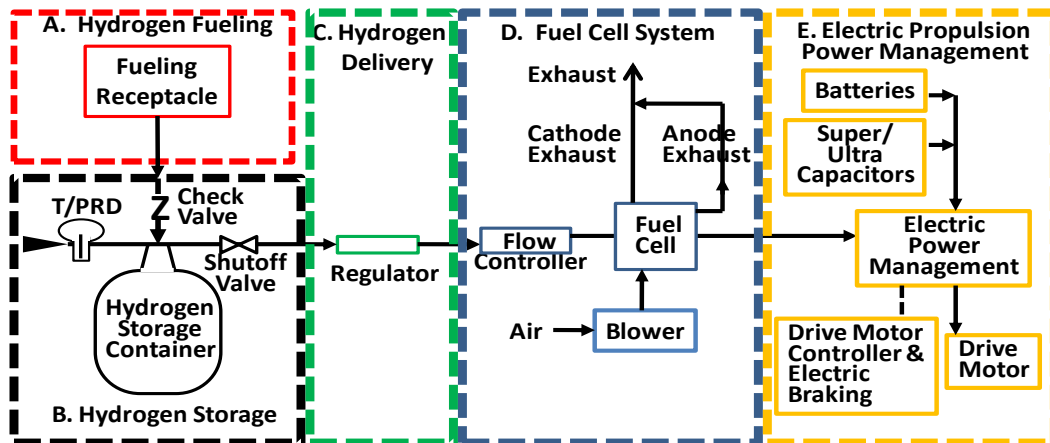 A. Hydrogen Fueling
Fueling
Receptacle
T/PRD
Check
Valve
Z
Shutoff
Valve
Hydrogen
Storage
Container
B. Hydrogen Storage
C. Hydrogen
Delivery
Regulator
D. Fuel Cell System
Exhaust
Cathode
Exhaust
Anode
Exhaust
Flow
Controller
Fuel
Cell
Air
Blower
E. Electric Propulsion
Power Management
Batteries
Super/
Ultra
Capacitors
Electric
Power
Management
Drive Motor
Controller &
Electric
Braking
Drive
Motor